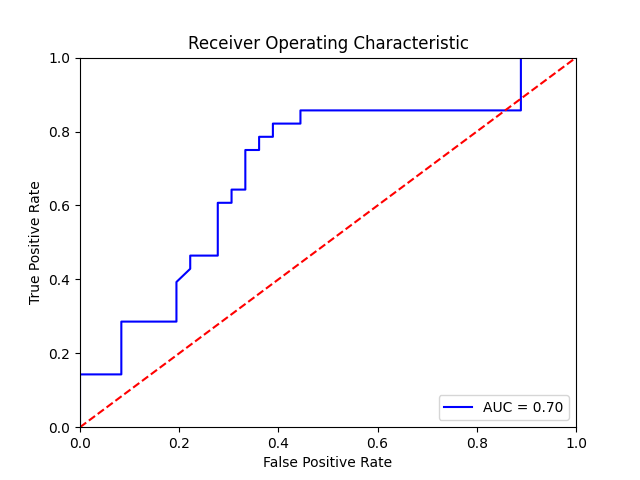 Receiver Operating Characteristic
1.0
0.8
0.6
0.4
0.2
0.0
True Positive Rate
AUC = 0.70
0.0 0.2 0.4 0.6 0.8 1.0
False Positive Rate